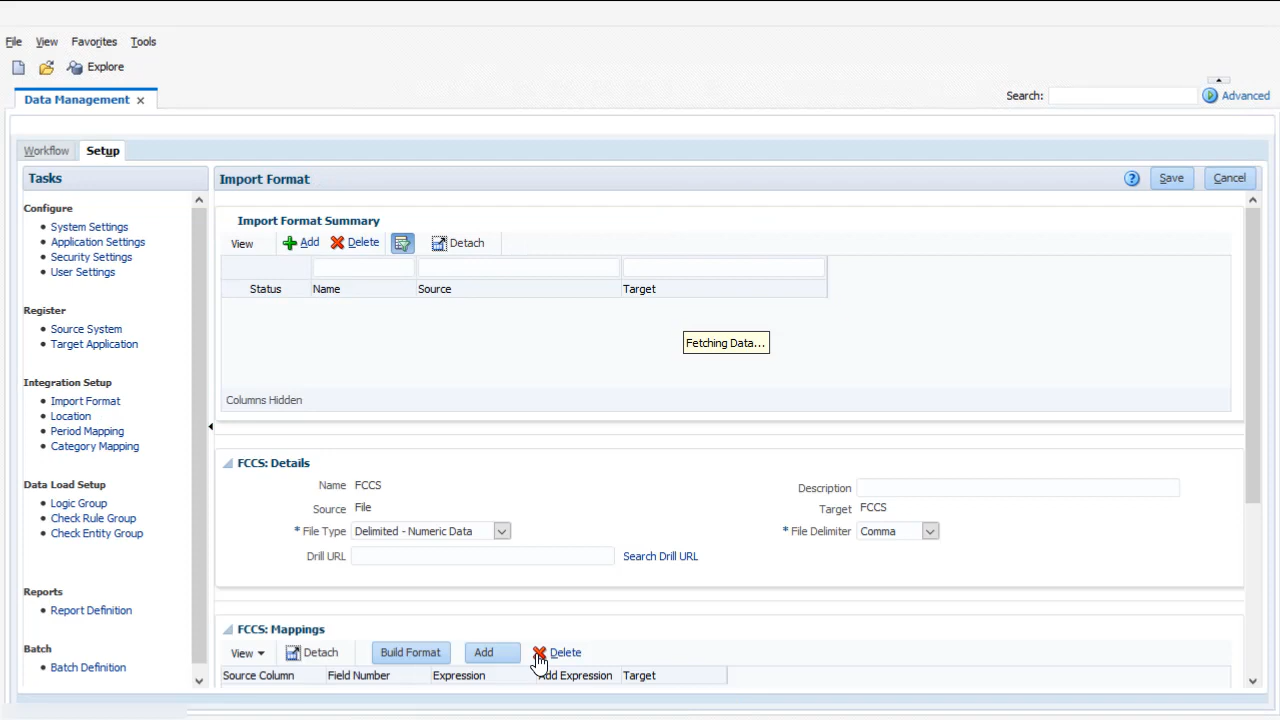 File View Favorites Tools
Explore
Data Management ×
Search: Advanced
Workflow Setup
Tasks
Configure
System Settings
Application Settings
Security Settings
User Settings
Register
Source System
Target Application
Integration Setup
Import Format
Location
Period Mapping
Category Mapping
Data Load Setup
Logic Group
Check Rule Group
Check Entity Group
Reports
Report Definition
Batch
Batch Definition
Import Format ? Save Cancel
Import Format Summary
View Add Delete Detach
Status Name Source Target
Fetching Data...
Columns Hidden
FCCS: Details
Name FCCS Description
Source File Target FCCS
* File Type Delimited - Numeric Data * File Delimiter Comma
Drill URL Search Drill URL
FCCS: Mappings
View Detach Build Format Add Delete
Source Column Field Number Expression Add Expression Target